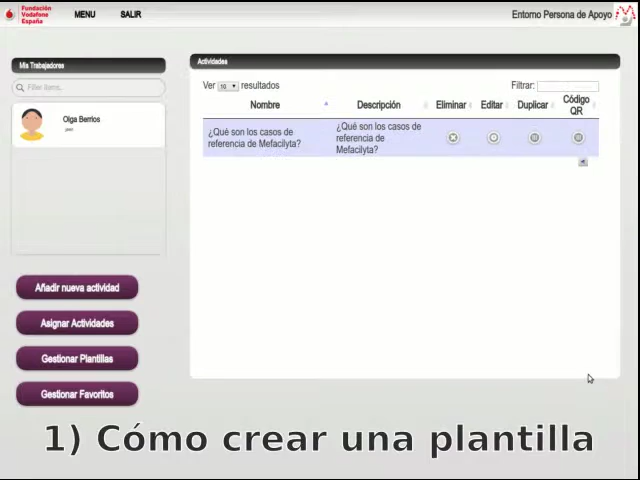 Fundación
Vodafone
España
MENU
SALIR
Entorno Persona de Apoyo
Mis Trabajadores
Filter items...
Olga Berrios
Actividades
Ver 10 resultados
Filtrar:
Nombre
Descripción
Eliminar
Editar
Duplicar
Código
QR
¿Qué son los casos de
referencia de Mefacilyta?
¿Qué son los casos de
referencia de
Mefacilyta?
Añadir nueva actividad
Asignar Actividades
Gestionar Plantillas
Gestionar Favoritos
1) Cómo crear una plantilla